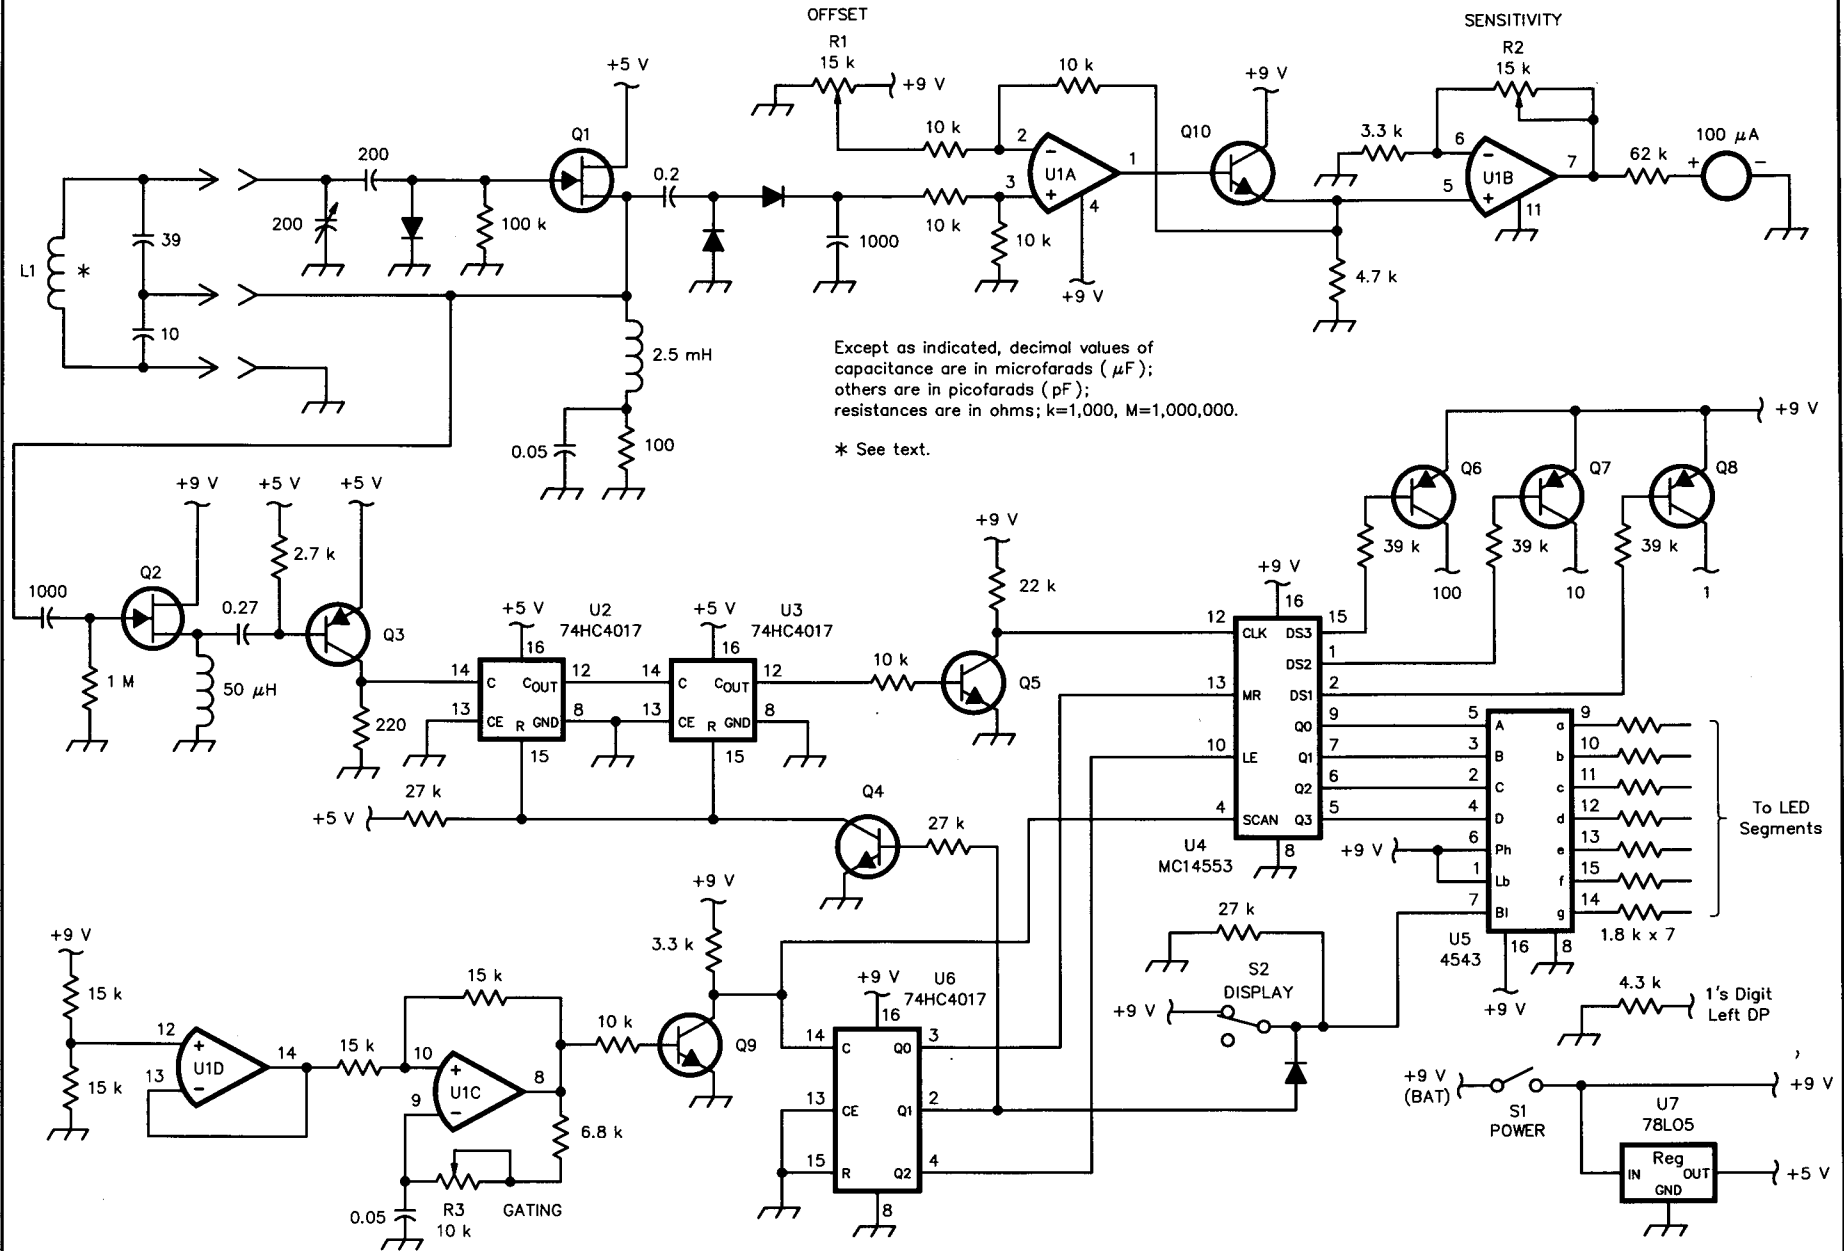 OFFSET
R1
15 k
+9 V
+5 V
10 k
SENSITIVITY
R2
15 k
+9 V
Q1
200
200
100 k
0.2
10 k
2
U1A
1
3
4
10 k
10 k
1000
+9 V
Q10
3.3 k
6
U1B
7
5
11
62 k
100 µA
+ −
4.7 k
L1
*
39
10
2.5 mH
0.05
100
Except as indicated, decimal values of
capacitance are in microfarads ( µF);
others are in picofarads ( pF);
resistances are in ohms; k=1,000, M=1,000,000.
* See text.
+9 V
Q6
Q7
Q8
39 k
39 k
39 k
100
10
1
+9 V
+5 V
+5 V
2.7 k
1000
Q2
0.27
Q3
1 M
50 µH
220
+5 V
U2
74HC4017
16
14
C
COUT
12
13
CE
R
GND
8
15
+5 V
U3
74HC4017
16
14
C
COUT
12
13
CE
R
GND
8
15
10 k
Q5
+9 V
22 k
27 k
+5 V
Q4
27 k
+9 V
16
12
CLK
DS3
15
DS2
1
13
MR
DS1
2
Q0
9
10
LE
Q1
7
Q2
6
4
SCAN
Q3
5
8
U4
MC14553
5
A
a
9
3
B
b
10
2
C
c
11
4
D
d
12
6
Ph
e
13
1
Lb
f
15
7
BI
g
14
+9 V
1.8 k x 7
U5
4543
16
8
+9 V
To LED
Segments
4.3 k
1's Digit
Left DP
+9 V
15 k
15 k
12
+
U1D
14
13
−
15 k
15 k
10
+
U1C
8
9
−
6.8 k
R3
10 k
GATING
0.05
10 k
Q9
+9 V
3.3 k
+9 V
U6
74HC4017
16
14
C
Q0
3
13
CE
Q1
2
15
R
Q2
4
8
27 k
S2
DISPLAY
+9 V
+9 V
(BAT)
S1
POWER
+9 V
U7
78L05
Reg
IN
OUT
GND
+5 V